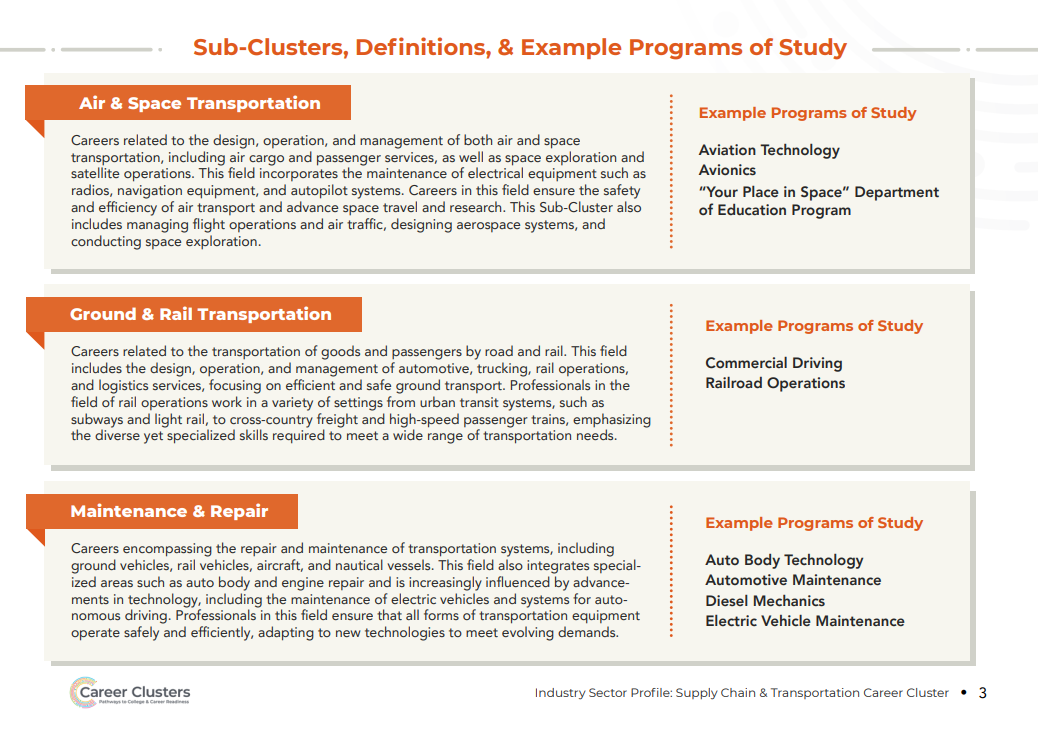 Sub-Clusters, Definitions, & Example Programs of Study
Air & Space Transportation
Careers related to the design, operation, and management of both air and space
transportation, including air cargo and passenger services, as well as space exploration and
satellite operations. This field incorporates the maintenance of electrical equipment such as
radios, navigation equipment, and autopilot systems. Careers in this field ensure the safety
and efficiency of air transport and advance space travel and research. This Sub-Cluster also
includes managing flight operations and air traffic, designing aerospace systems, and
conducting space exploration.
Example Programs of Study
Aviation Technology
Avionics
“Your Place in Space” Department
of Education Program
Ground & Rail Transportation
Careers related to the transportation of goods and passengers by road and rail. This field
includes the design, operation, and management of automotive, trucking, rail operations,
and logistics services, focusing on efficient and safe ground transport. Professionals in the
field of rail operations work in a variety of settings from urban transit systems, such as
subways and light rail, to cross-country freight and high-speed passenger trains, emphasizing
the diverse yet specialized skills required to meet a wide range of transportation needs.
Example Programs of Study
Commercial Driving
Railroad Operations
Maintenance & Repair
Careers encompassing the repair and maintenance of transportation systems, including
ground vehicles, rail vehicles, aircraft, and nautical vessels. This field also integrates special-
ized areas such as auto body and engine repair and is increasingly influenced by advance-
ments in technology, including the maintenance of electric vehicles and systems for auto-
nomous driving. Professionals in this field ensure that all forms of transportation equipment
operate safely and efficiently, adapting to new technologies to meet evolving demands.
Example Programs of Study
Auto Body Technology
Automotive Maintenance
Diesel Mechanics
Electric Vehicle Maintenance
Career Clusters
Pathways to College & Career Readiness
Industry Sector Profile: Supply Chain & Transportation Career Cluster • 3